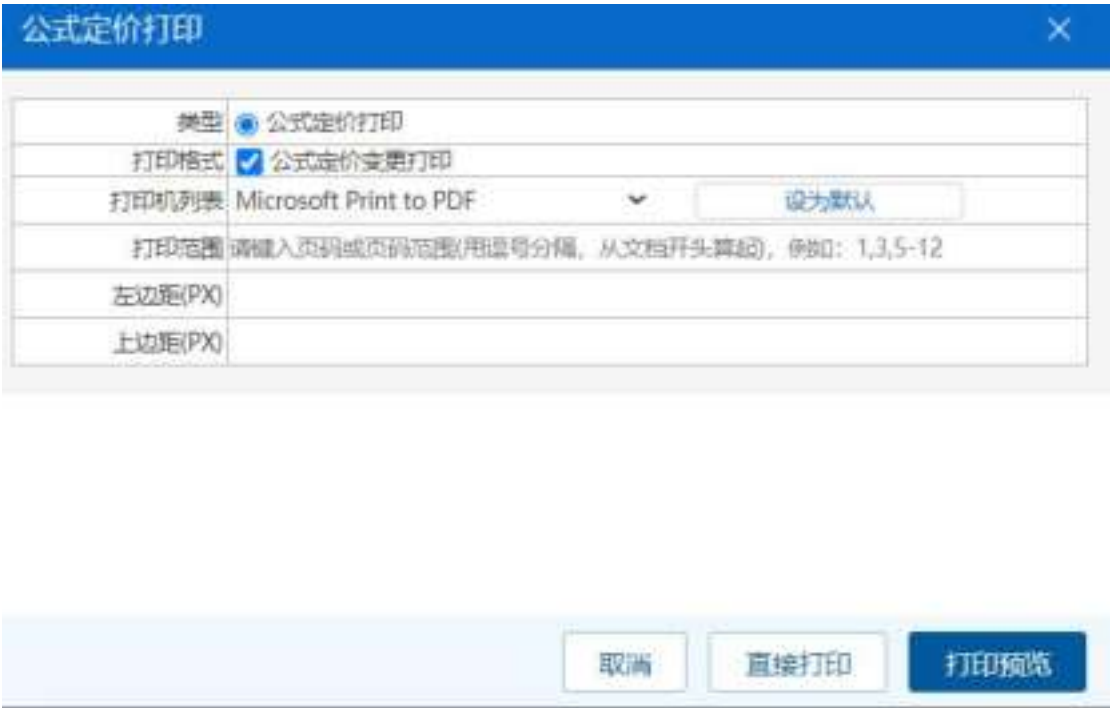 公式定价打印
类型 公式定价打印
打印格式 公式定价变更打印
打印机列表 Microsoft Print to PDF 设为默认
打印范围 请键入页码或页码范围(用逗号分隔，从文档开头算起)，例如：1,3,5-12
左边距(PX)
上边距(PX)
取消 直接打印 打印预览